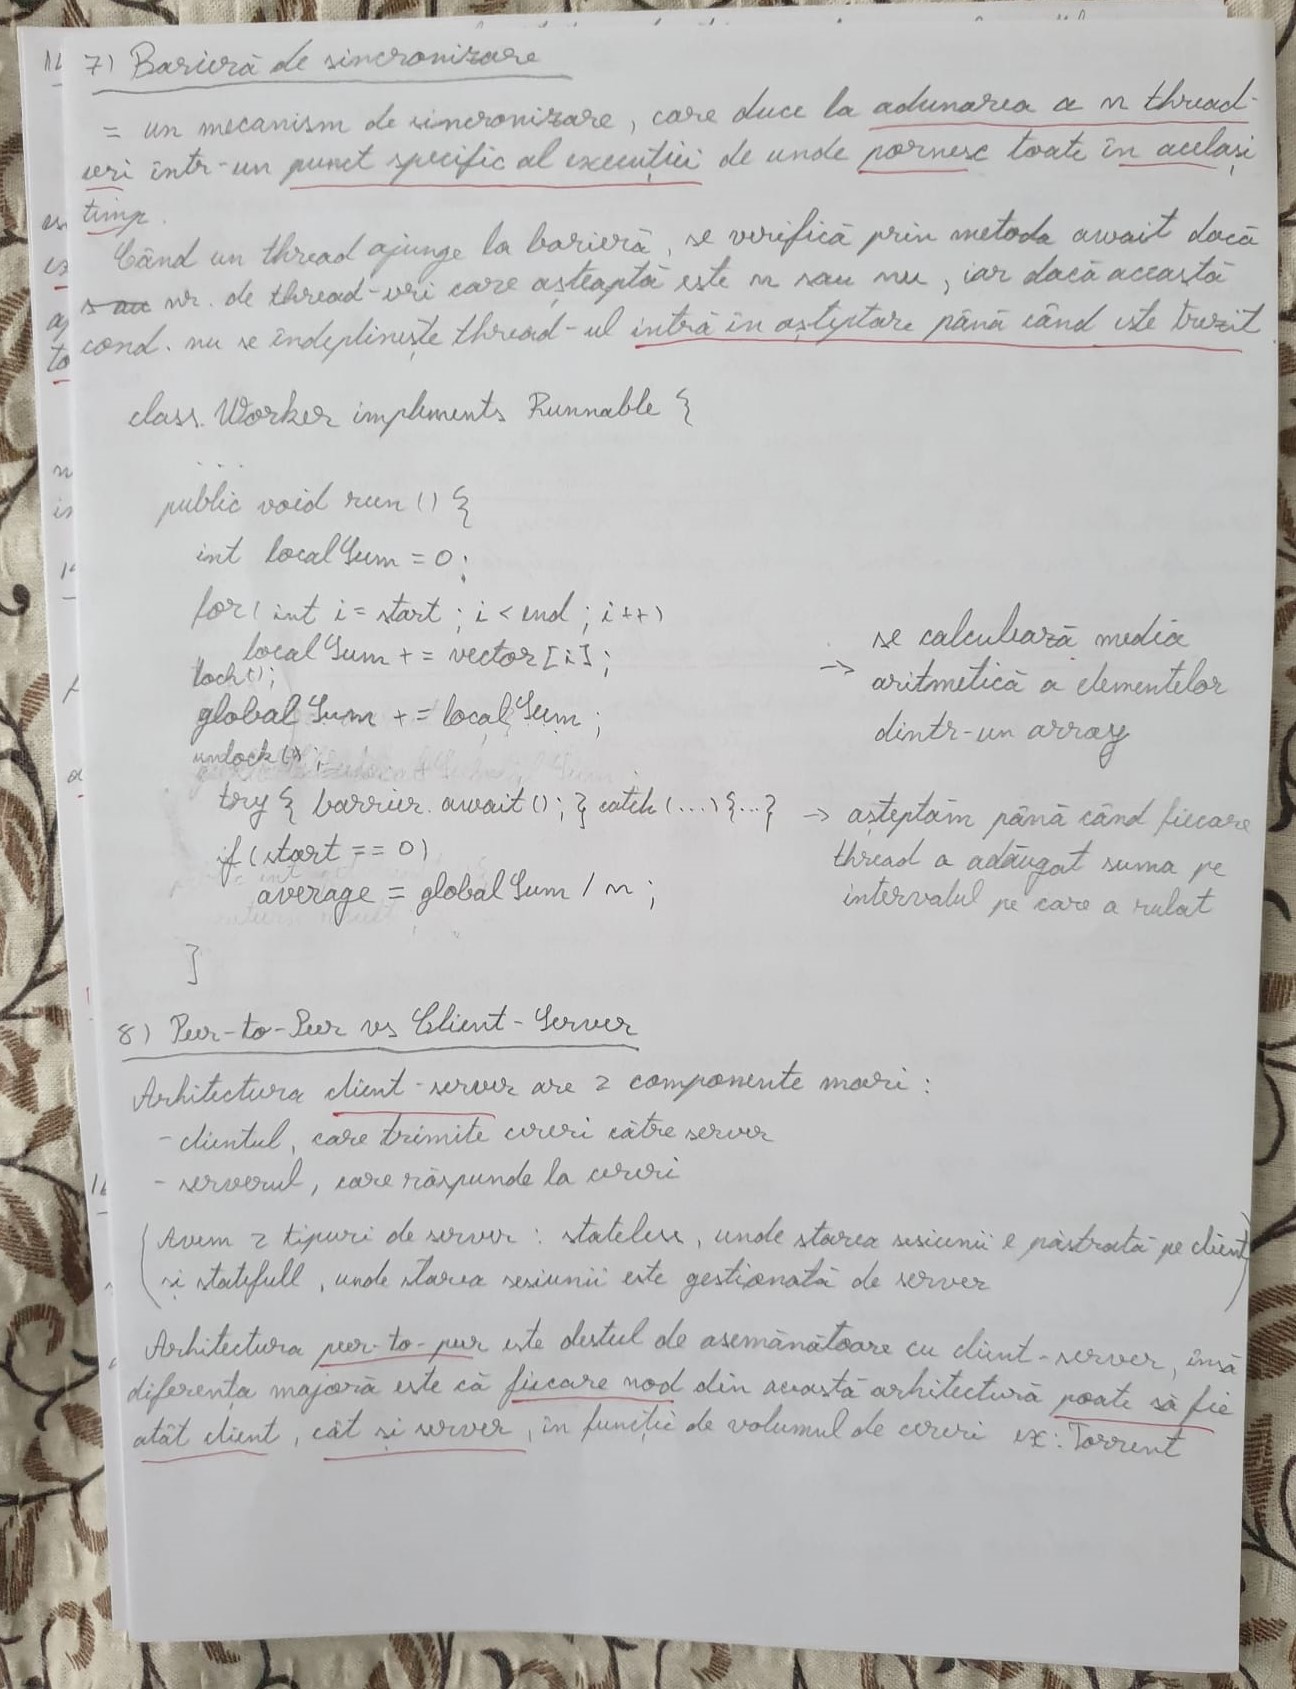 7) Barieră de sincronizare
= un mecanism de sincronizare, care duce la adunarea a n thread-
uri într-un punct specific al execuției de unde pornesc toate în același
timp.
Când un thread ajunge la barieră, se verifică prin metoda await dacă
nr. de thread-uri care așteaptă este n sau nu, iar dacă această
cond. nu se îndeplinește thread-ul intră în așteptare până când este trezit
class Worker implements Runnable {
...
public void run() {
int localSum = 0;
for( int i = start ; i < end ; i++)
localSum += vector[i];
lock();
globalSum += localSum;
unlock();
try { barrier.await(); } catch (...) {...}
if (start == 0)
average = globalSum / n;
}
→ se calculează media
aritmetică a elementelor
dintr-un array
→ așteptăm până când fiecare
thread a adăugat suma pe
intervalul pe care a rulat
8) Peer-to-Peer vs Client-Server
Arhitectura client-server are 2 componente mari :
- clientul, care trimite cereri către server
- serverul, care răspunde la cereri
(Avem 2 tipuri de server : stateless, unde starea sesiunii e păstrată pe client
și statefull, unde starea sesiunii este gestionată de server)
Arhitectura peer-to-peer este destul de asemănătoare cu client-server, însă
diferența majoră este că fiecare nod din această arhitectură poate să fie
atât client, cât și server, în funcție de volumul de cereri ex: Torrent